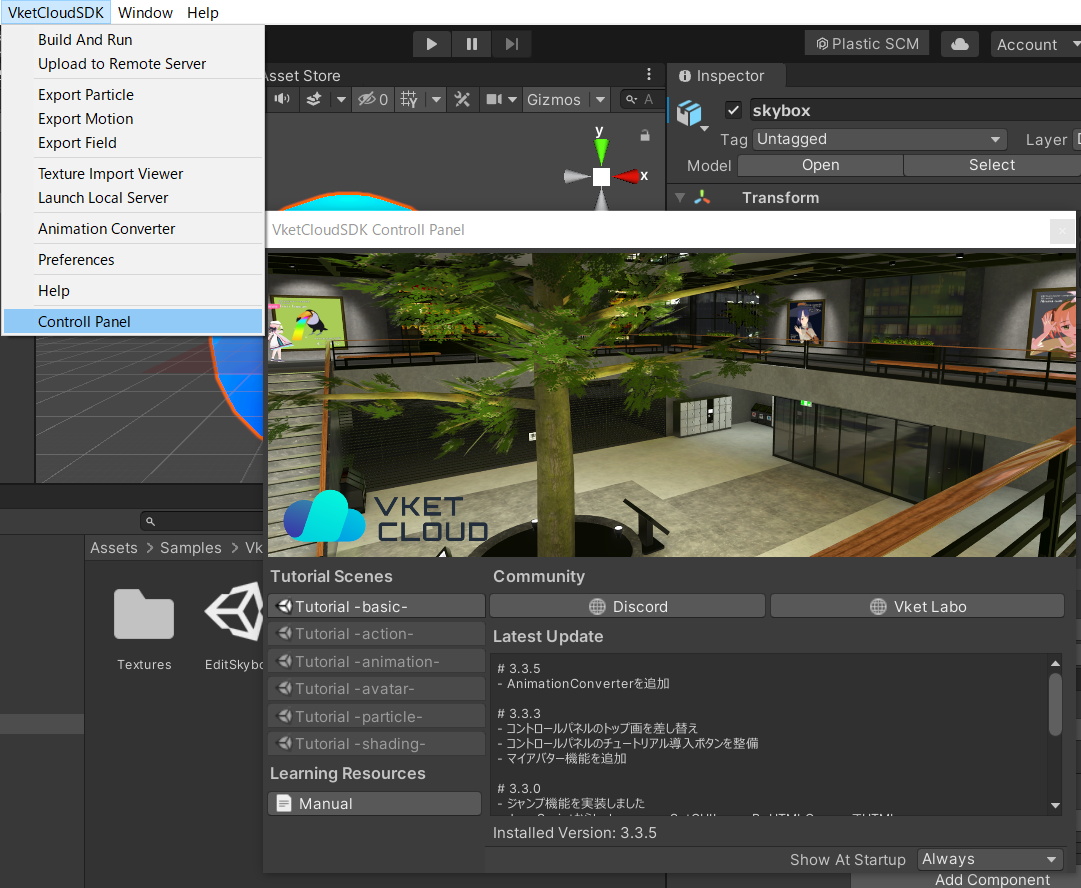 VketCloudSDK Window Help
Build And Run
Upload to Remote Server
Export Particle
Export Motion
Export Field
Texture Import Viewer
Launch Local Server
Animation Converter
Preferences
Help
Controll Panel
Plastic SCM
Account
Asset Store
0
Gizmos
A
y
x
Inspector
skybox
Tag Untagged Layer
Model Open Select
Transform
VketCloudSDK Controll Panel
VKET
CLOUD
Assets > Samples > Vk
Textures
EditSkybo
Tutorial Scenes
Tutorial -basic-
Tutorial -action-
Tutorial -animation-
Tutorial -avatar-
Tutorial -particle-
Tutorial -shading-
Learning Resources
Manual
Community
Discord
Vket Labo
Latest Update
# 3.3.5
- AnimationConverterを追加
# 3.3.3
- コントロールパネルのトップ画を差し替え
- コントロールパネルのチュートリアル導入ボタンを整備
- マイアバター機能を追加
# 3.3.0
- ジャンプ機能を実装しました
Installed Version: 3.3.5
Show At Startup Always
Add Component